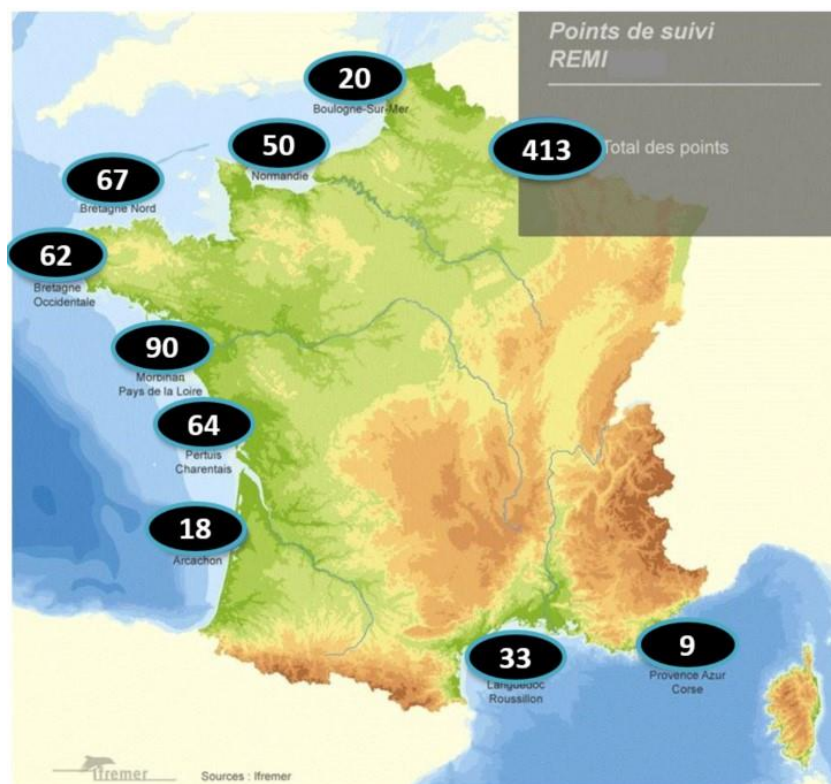 Points de suivi
REMI
413 Total des points
20
Boulogne-Sur-Mer
50
Normandie
67
Bretagne Nord
62
Bretagne
Occidentale
90
Morbihan
Pays de la Loire
64
Pertuis
Charentais
18
Arcachon
33
Languedoc
Roussillon
9
Provence Azur
Corse
ifremer
Sources : Ifremer